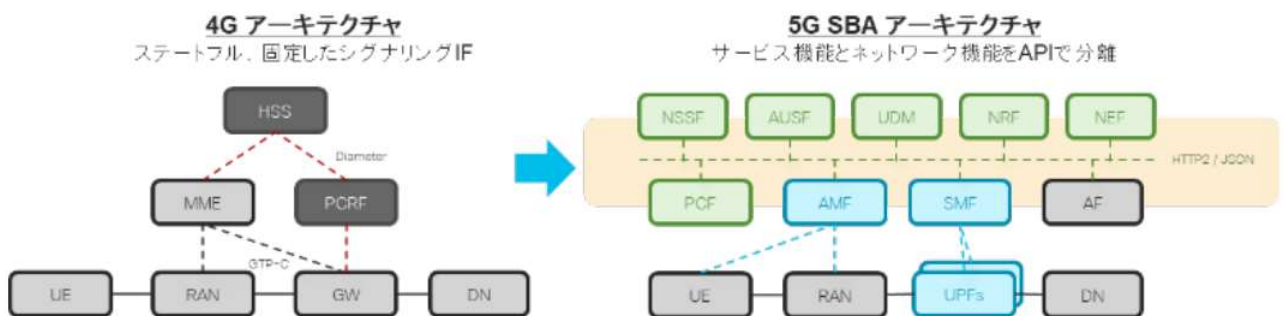 4G アーキテクチャ
ステートフル、固定したシグナリングIF
HSS
Diameter
MME
PCRF
GTP-C
UE
RAN
GW
DN
5G SBA アーキテクチャ
サービス機能とネットワーク機能をAPIで分離
NSSF
AUSF
UDM
NRF
NEF
HTTP2 / JSON
PCF
AMF
SMF
AF
UE
RAN
UPFs
DN